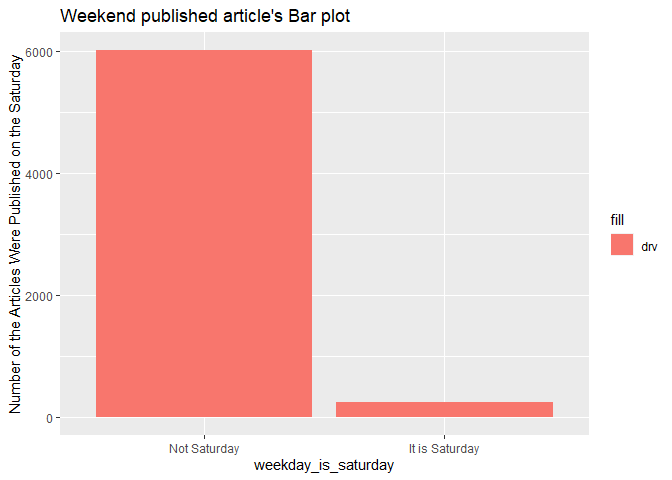 Weekend published article's Bar plot
Number of the Articles Were Published on the Saturday
6000
4000
2000
0
Not Saturday
It is Saturday
weekday_is_saturday
fill
drv